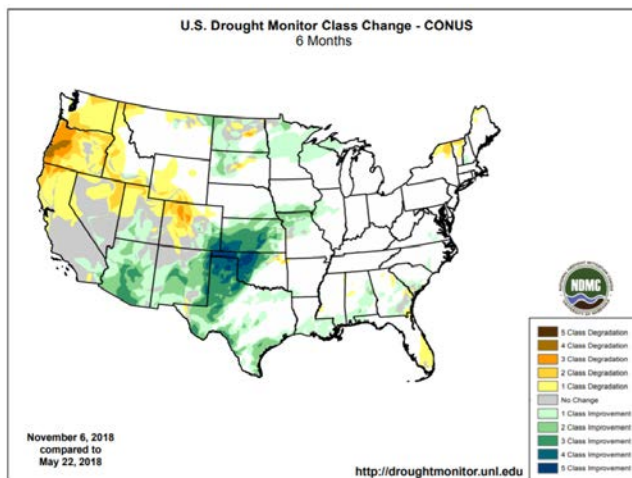 U.S. Drought Monitor Class Change - CONUS
6 Months
NDMC
5 Class Degradation
4 Class Degradation
3 Class Degradation
2 Class Degradation
1 Class Degradation
No Change
1 Class Improvement
2 Class Improvement
3 Class Improvement
4 Class Improvement
5 Class Improvement
November 6, 2018
compared to
May 22, 2018
http://droughtmonitor.unl.edu